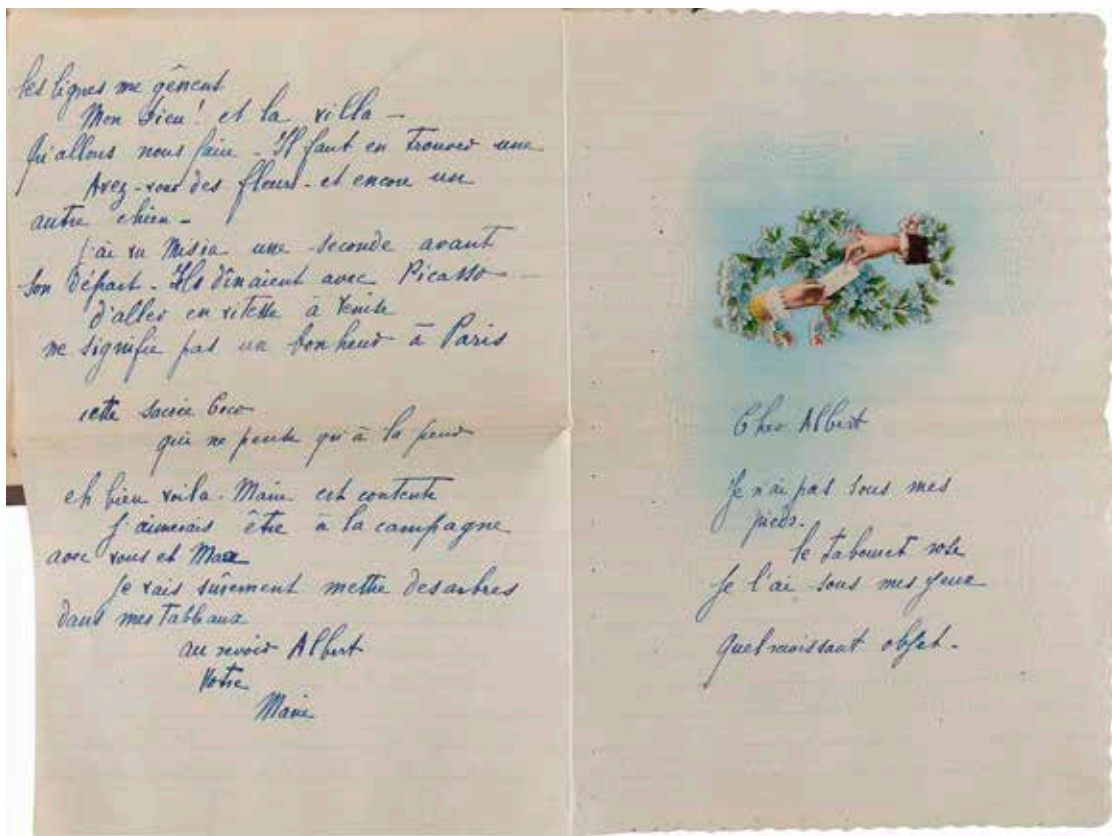 Cher Albert
Je n'ai pas sous mes
pieds.
le tabouret rose
Je l'ai sous mes yeux
Quel ravissant objet.
les lignes me gênent
Mon Dieu! et la villa -
Qu'allons nous faire - Il faut en trouver une
Avez-vous des fleurs - et encore un
autre chien -
j'ai vu Misia une seconde avant
son départ - Ils dînaient avec Picasso -
d'aller en vitesse à Venise
ne signifie pas un bonheur à Paris
cette sacrée Coco
qui ne pense qu'à la
eh bien voilà - Marie est contente
J'aimerais être à la campagne
avec vous et
Je vais sûrement mettre des arbres
dans mes tableaux
au revoir Albert
Votre
Marie